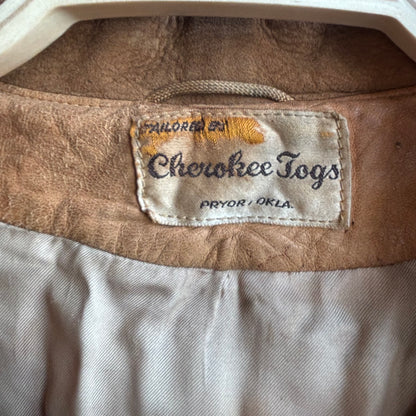 TAILORED BY
Cherokee Togs
PRYOR, OKLA.